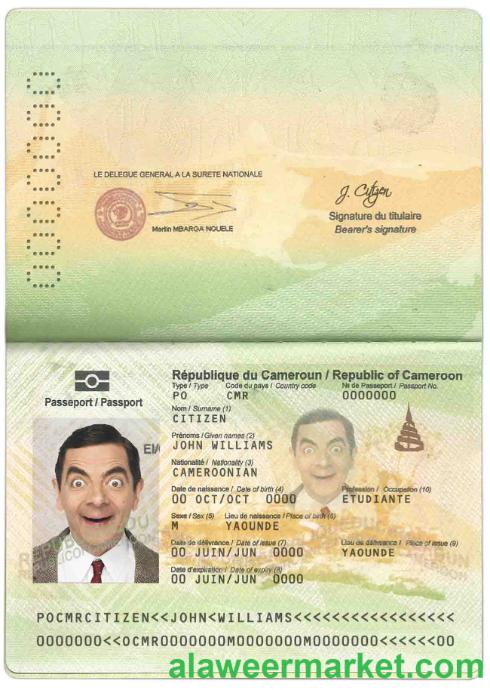 0000000
LE DELEGUE GENERAL A LA SURETE NATIONALE
Martin MBARGA NGUELE
J. Citizen
Signature du titulaire
Bearer's signature
République du Cameroun / Republic of Cameroon
Passeport / Passport
Type / Type Code du pays / Country code № de Passeport / Passport No.
PO CMR 0000000
Nom / Surname (1)
CITIZEN
Prénoms / Given names (2)
JOHN WILLIAMS
Nationalité / Nationality (3)
CAMEROONIAN
Date de naissance / Date of birth (4) Profession / Occupation (10)
00 OCT/OCT 0000 ETUDIANTE
Sexe / Sex (5) Lieu de naissance / Place of birth (6)
M YAOUNDE
Date de délivrance / Date of issue (7) Lieu de délivrance / Place of issue (9)
00 JUIN/JUN 0000 YAOUNDE
Date d'expiration / Date of expiry (8)
00 JUIN/JUN 0000
POCMRCITIZEN<<JOHN<WILLIAMS<<<<<<<<<<<<<<<<<
0000000<<0CMR0000000M0000000M0000000<<<<<<00
alaweermarket.com